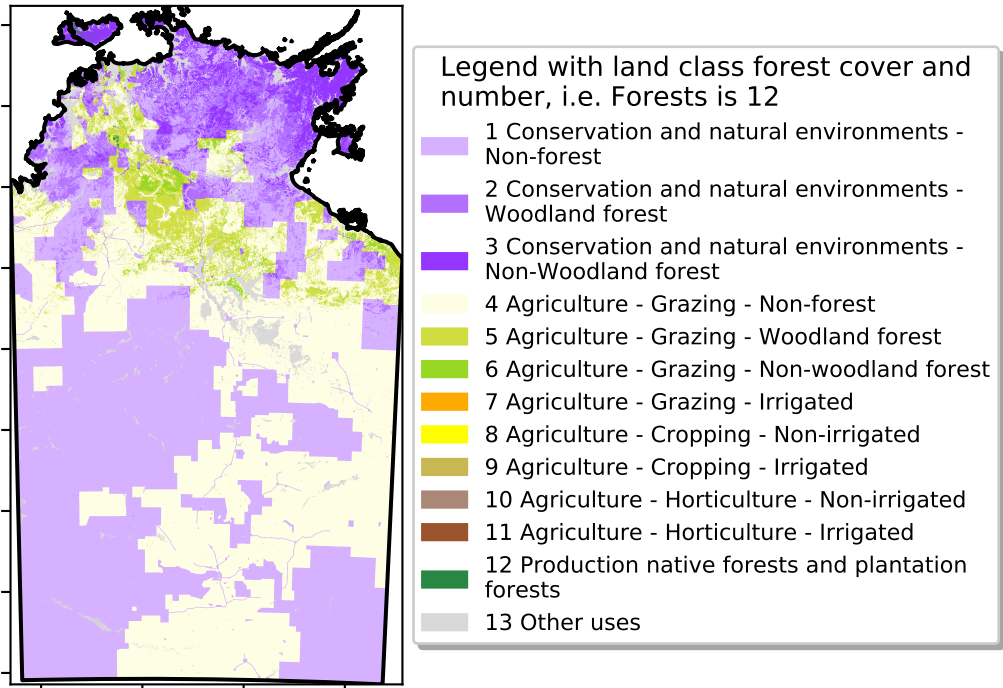 Legend with land class forest cover and
number, i.e. Forests is 12
1 Conservation and natural environments -
Non-forest
2 Conservation and natural environments -
Woodland forest
3 Conservation and natural environments -
Non-Woodland forest
4 Agriculture - Grazing - Non-forest
5 Agriculture - Grazing - Woodland forest
6 Agriculture - Grazing - Non-woodland forest
7 Agriculture - Grazing - Irrigated
8 Agriculture - Cropping - Non-irrigated
9 Agriculture - Cropping - Irrigated
10 Agriculture - Horticulture - Non-irrigated
11 Agriculture - Horticulture - Irrigated
12 Production native forests and plantation
forests
13 Other uses